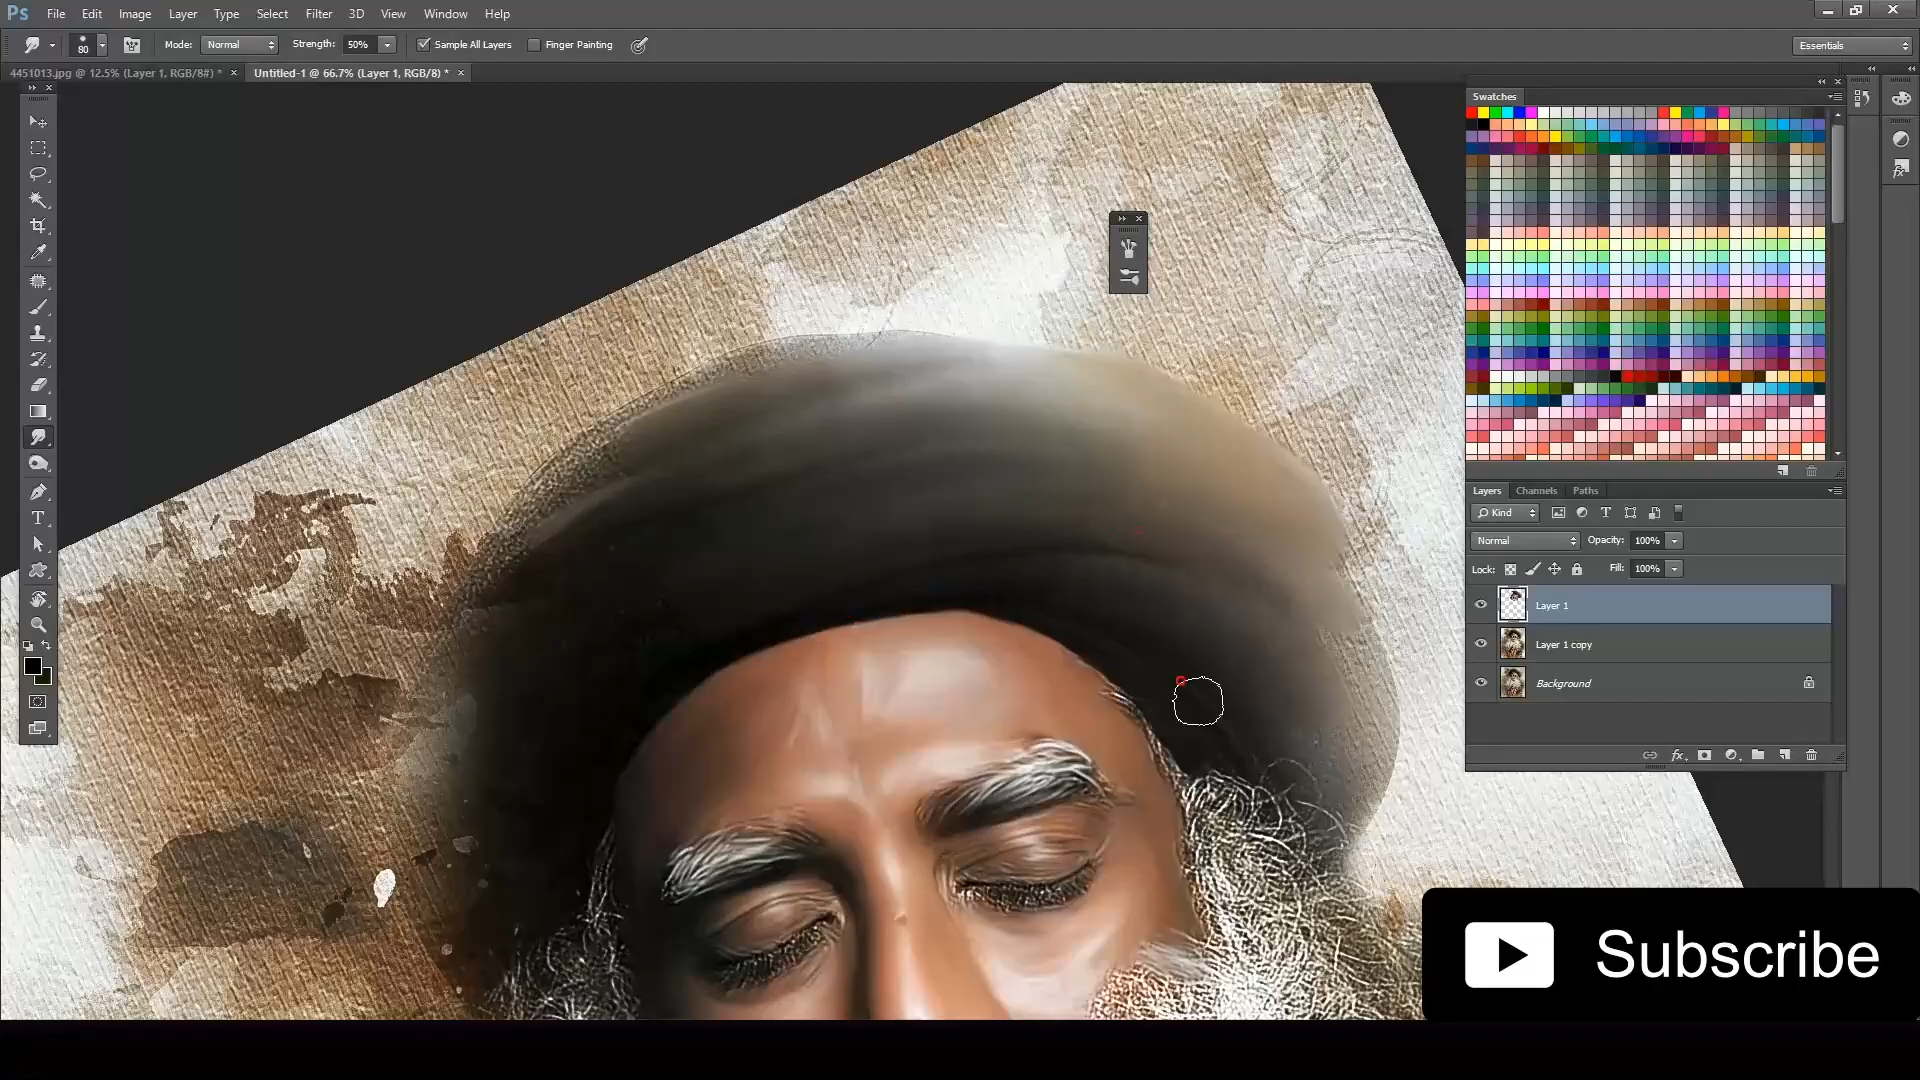 Ps File Edit Image Layer Type Select Filter 3D View Window Help
80 Mode: Normal Strength: 50% Sample All Layers Finger Painting Essentials
4451013.jpg @ 12.5% (Layer 1, RGB/8#) * × Untitled-1 @ 66.7% (Layer 1, RGB/8) * ×
Swatches
Layers Channels Paths
Kind
Normal Opacity: 100%
Lock: Fill: 100%
Layer 1
Layer 1 copy
Background
fx
Subscribe